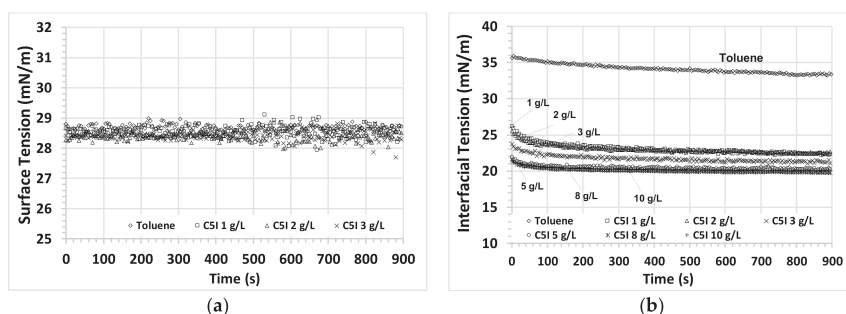 Surface Tension (mN/m)
32
31
30
29
28
27
26
25
0 100 200 300 400 500 600 700 800 900
Time (s)
Toluene C5I 1 g/L C5I 2 g/L C5I 3 g/L
(a)
Interfacial Tension (mN/m)
40
35
30
25
20
15
10
Toluene
1 g/L
2 g/L
3 g/L
5 g/L
8 g/L
10 g/L
Toluene C5I 1 g/L C5I 2 g/L C5I 3 g/L
C5I 5 g/L C5I 8 g/L C5I 10 g/L
0 100 200 300 400 500 600 700 800 900
Time (s)
(b)